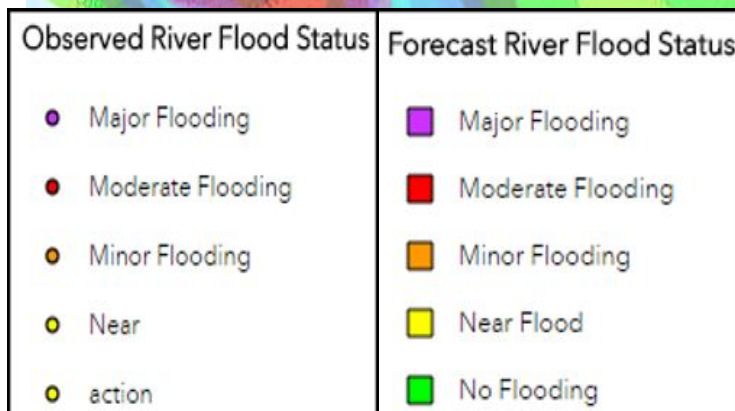 Observed River Flood Status
Major Flooding
Moderate Flooding
Minor Flooding
Near
action
Forecast River Flood Status
Major Flooding
Moderate Flooding
Minor Flooding
Near Flood
No Flooding